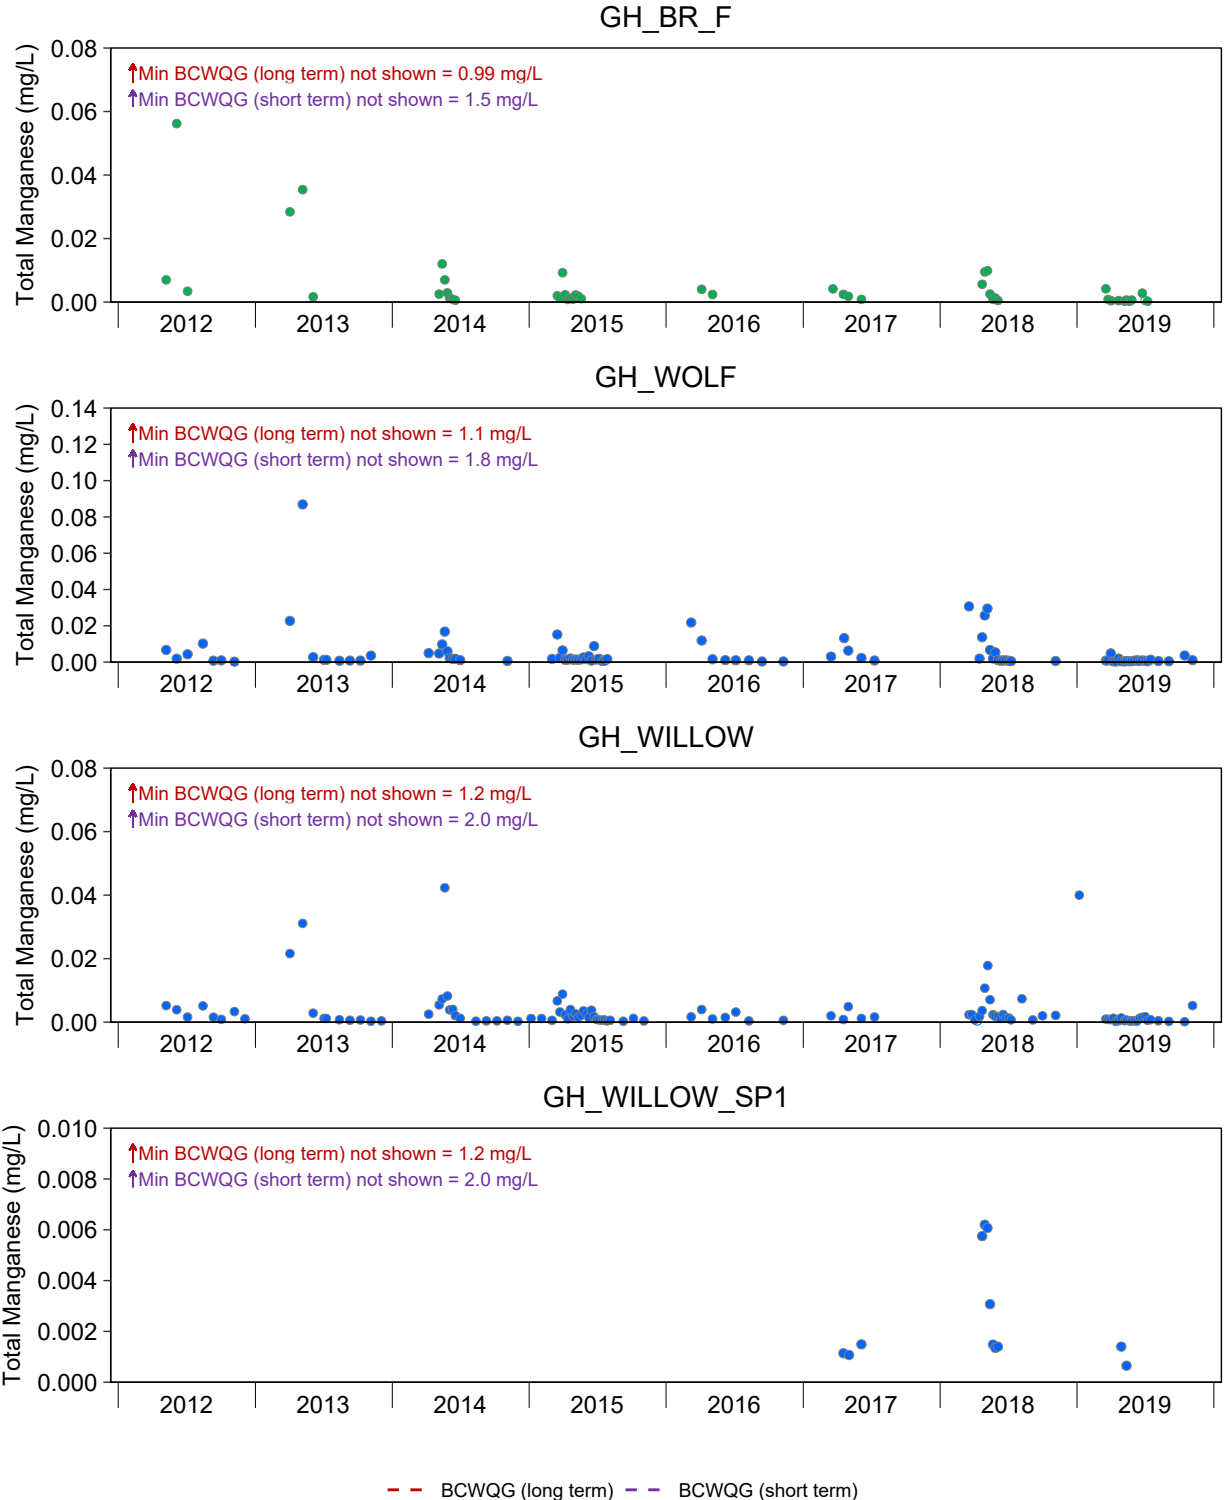 GH_BR_F
Total Manganese (mg/L)
0.08
0.06
0.04
0.02
0.00
↑Min BCWQG (long term) not shown = 0.99 mg/L
↑Min BCWQG (short term) not shown = 1.5 mg/L
2012 2013 2014 2015 2016 2017 2018 2019
GH_WOLF
Total Manganese (mg/L)
0.14
0.12
0.10
0.08
0.06
0.04
0.02
0.00
↑Min BCWQG (long term) not shown = 1.1 mg/L
↑Min BCWQG (short term) not shown = 1.8 mg/L
2012 2013 2014 2015 2016 2017 2018 2019
GH_WILLOW
Total Manganese (mg/L)
0.08
0.06
0.04
0.02
0.00
↑Min BCWQG (long term) not shown = 1.2 mg/L
↑Min BCWQG (short term) not shown = 2.0 mg/L
2012 2013 2014 2015 2016 2017 2018 2019
GH_WILLOW_SP1
Total Manganese (mg/L)
0.010
0.008
0.006
0.004
0.002
0.000
↑Min BCWQG (long term) not shown = 1.2 mg/L
↑Min BCWQG (short term) not shown = 2.0 mg/L
2012 2013 2014 2015 2016 2017 2018 2019
BCWQG (long term) BCWQG (short term)